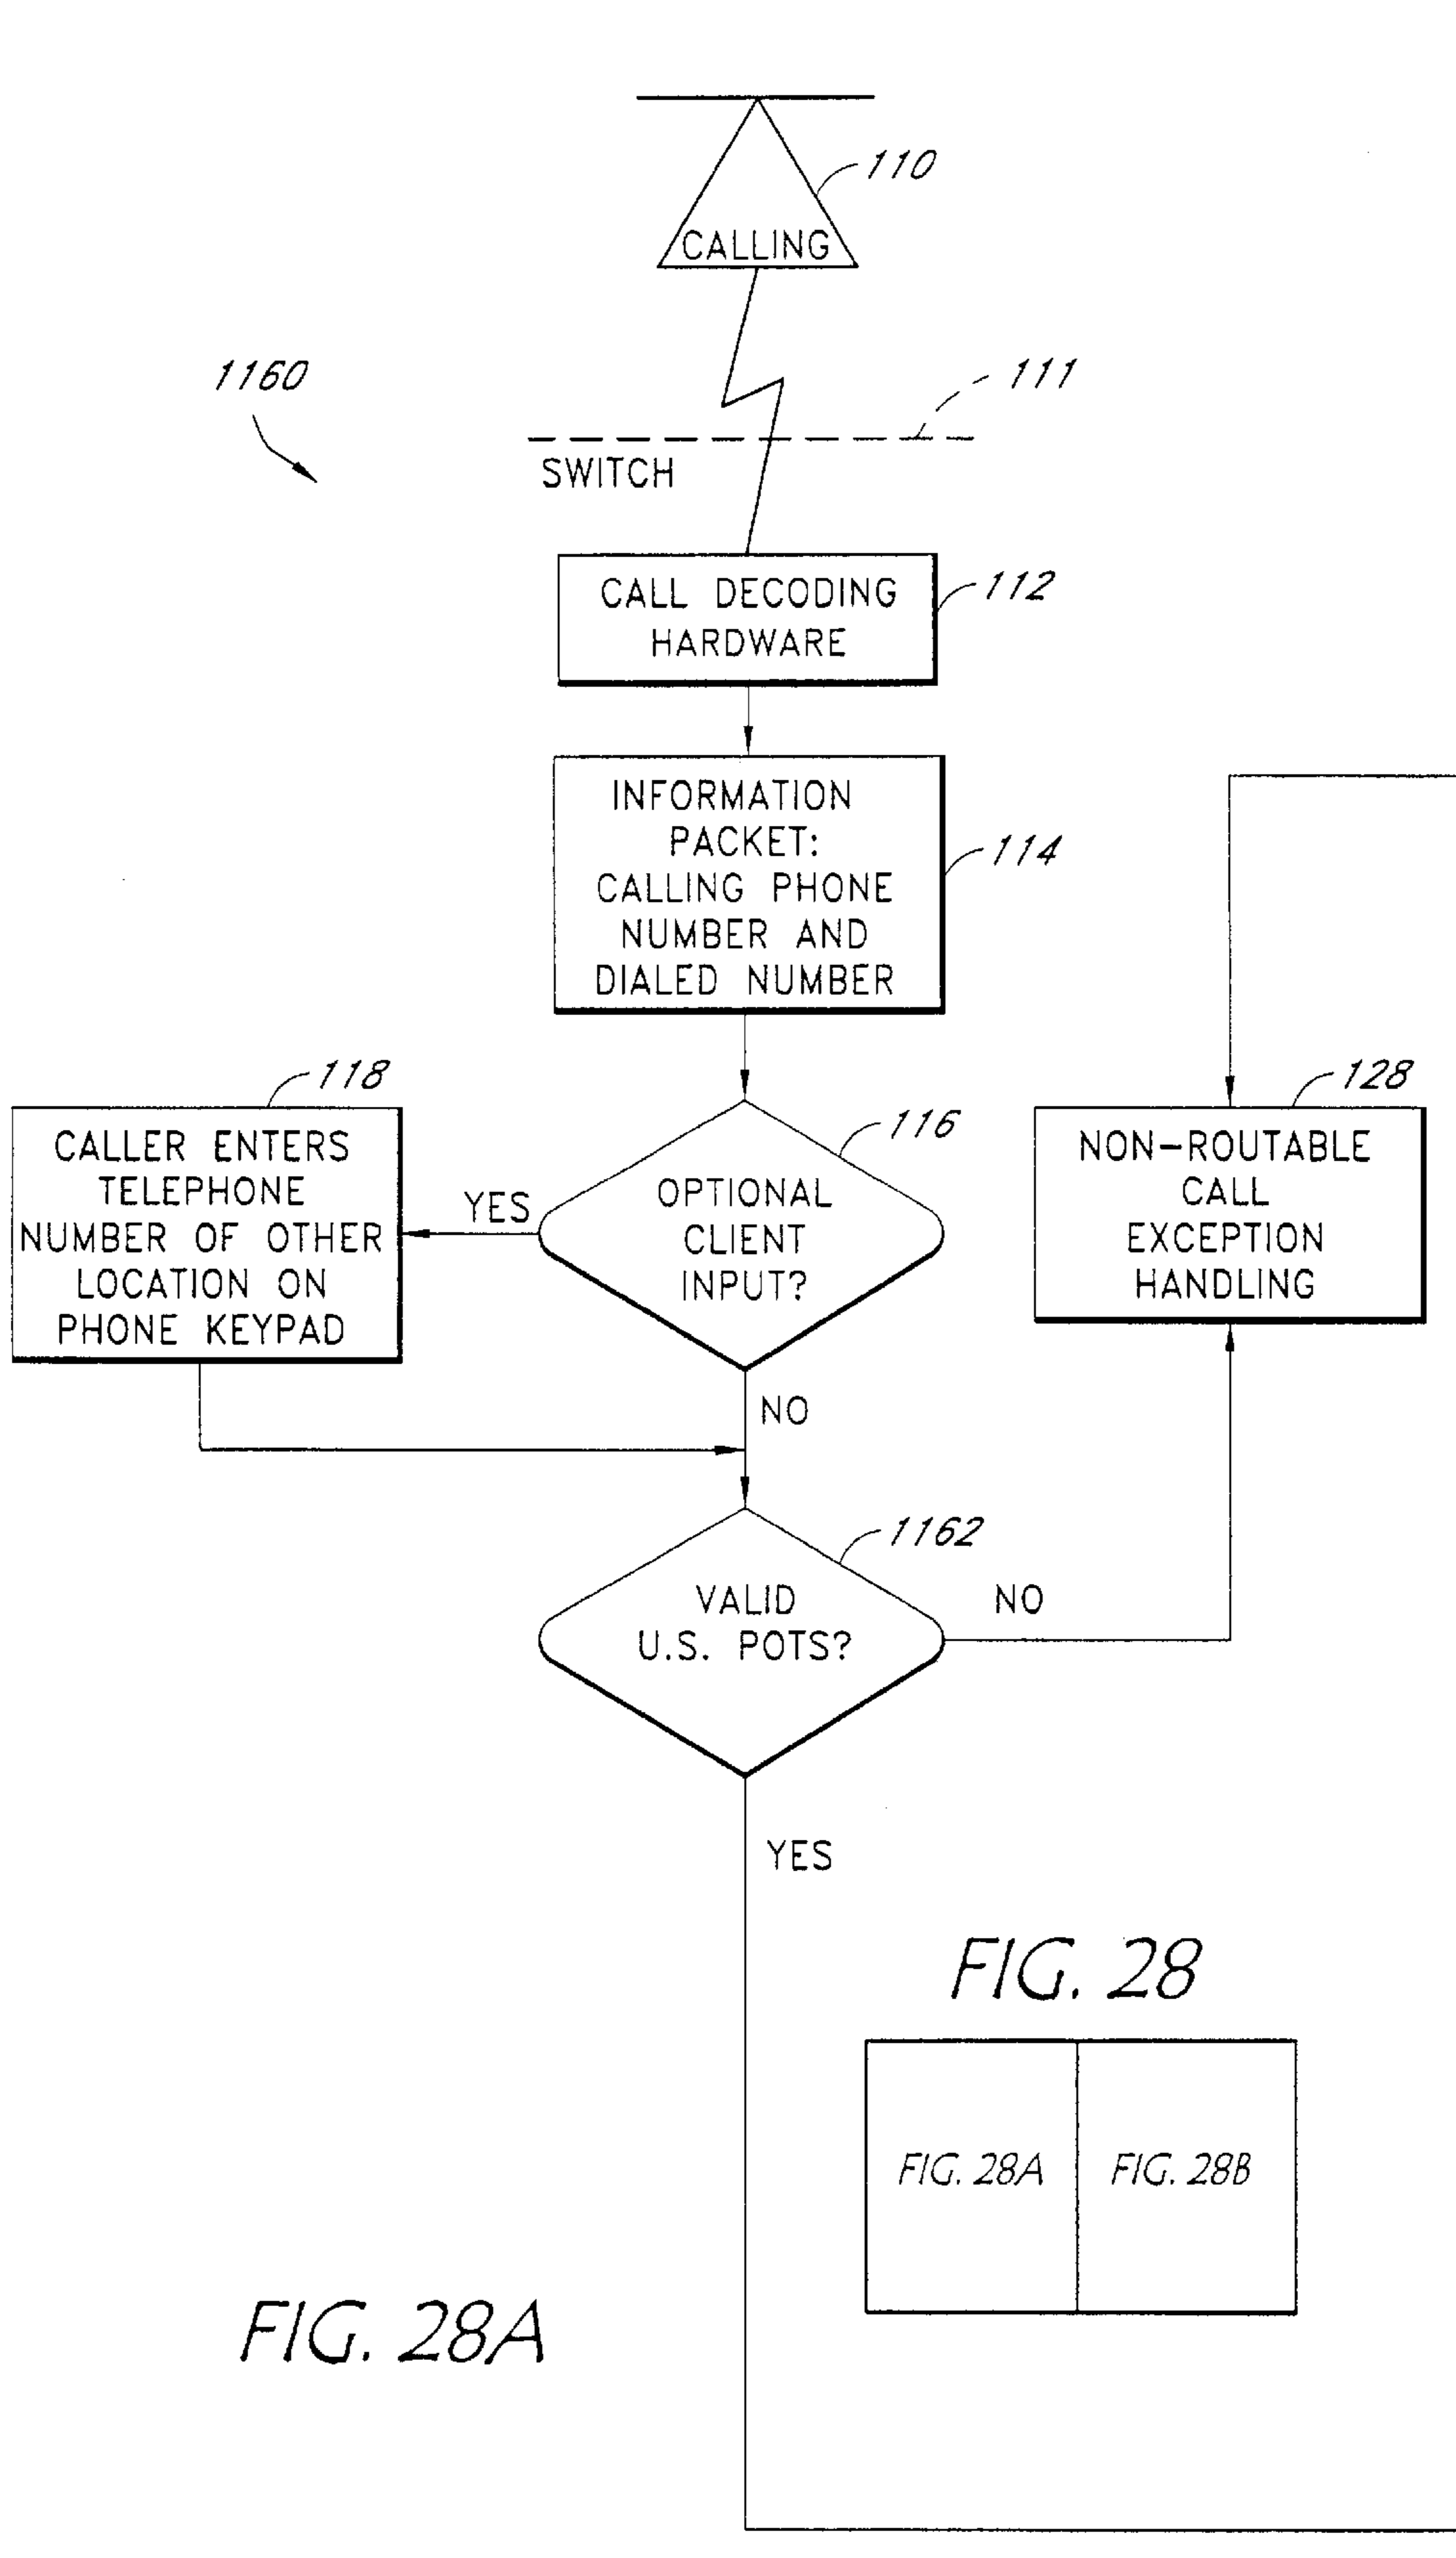 110
CALLING
1160
111
SWITCH
CALL DECODING
HARDWARE
112
INFORMATION
PACKET:
CALLING PHONE
NUMBER AND
DIALED NUMBER
114
118
CALLER ENTERS
TELEPHONE
NUMBER OF OTHER
LOCATION ON
PHONE KEYPAD
YES
116
OPTIONAL
CLIENT
INPUT?
128
NON-ROUTABLE
CALL
EXCEPTION
HANDLING
NO
1162
VALID
U.S. POTS?
NO
YES
FIG. 28
FIG. 28A
FIG. 28B
FIG. 28A